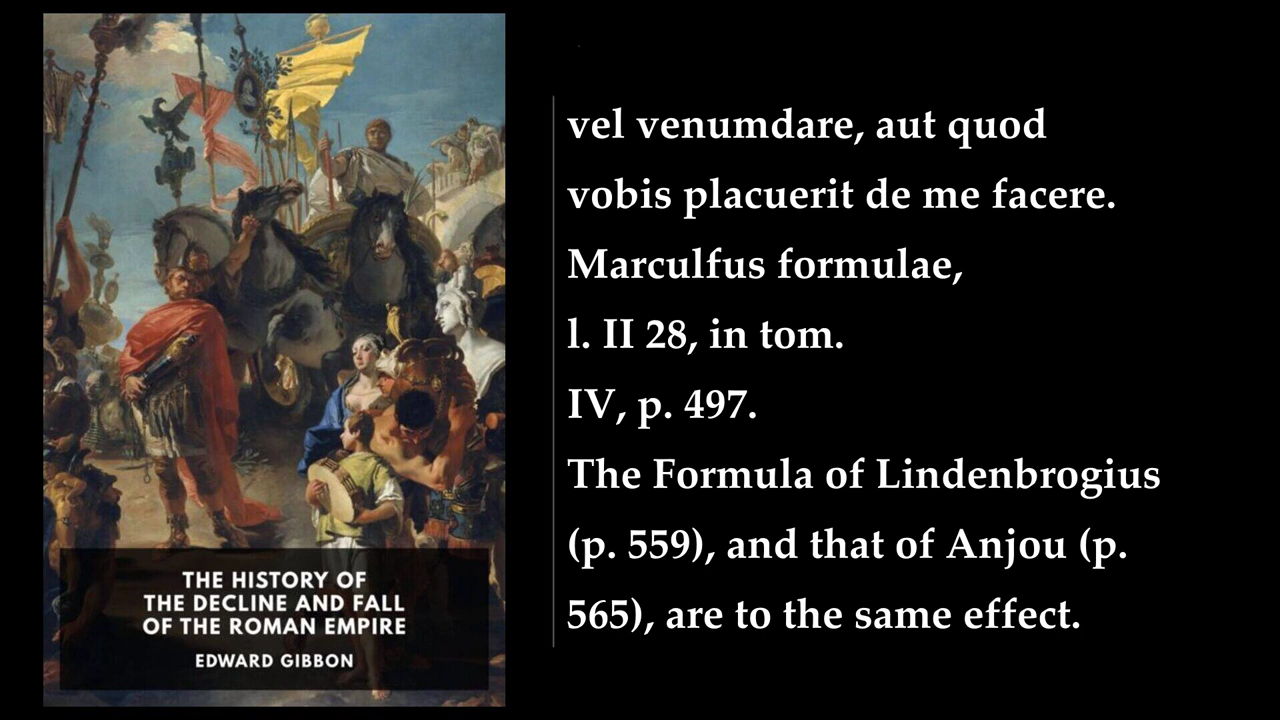 THE HISTORY OF
THE DECLINE AND FALL
OF THE ROMAN EMPIRE
EDWARD GIBBON
vel venumdare, aut quod
vobis placuerit de me facere.
Marculfus formulae,
l. II 28, in tom.
IV, p. 497.
The Formula of Lindenbrogius
(p. 559), and that of Anjou (p.
565), are to the same effect.